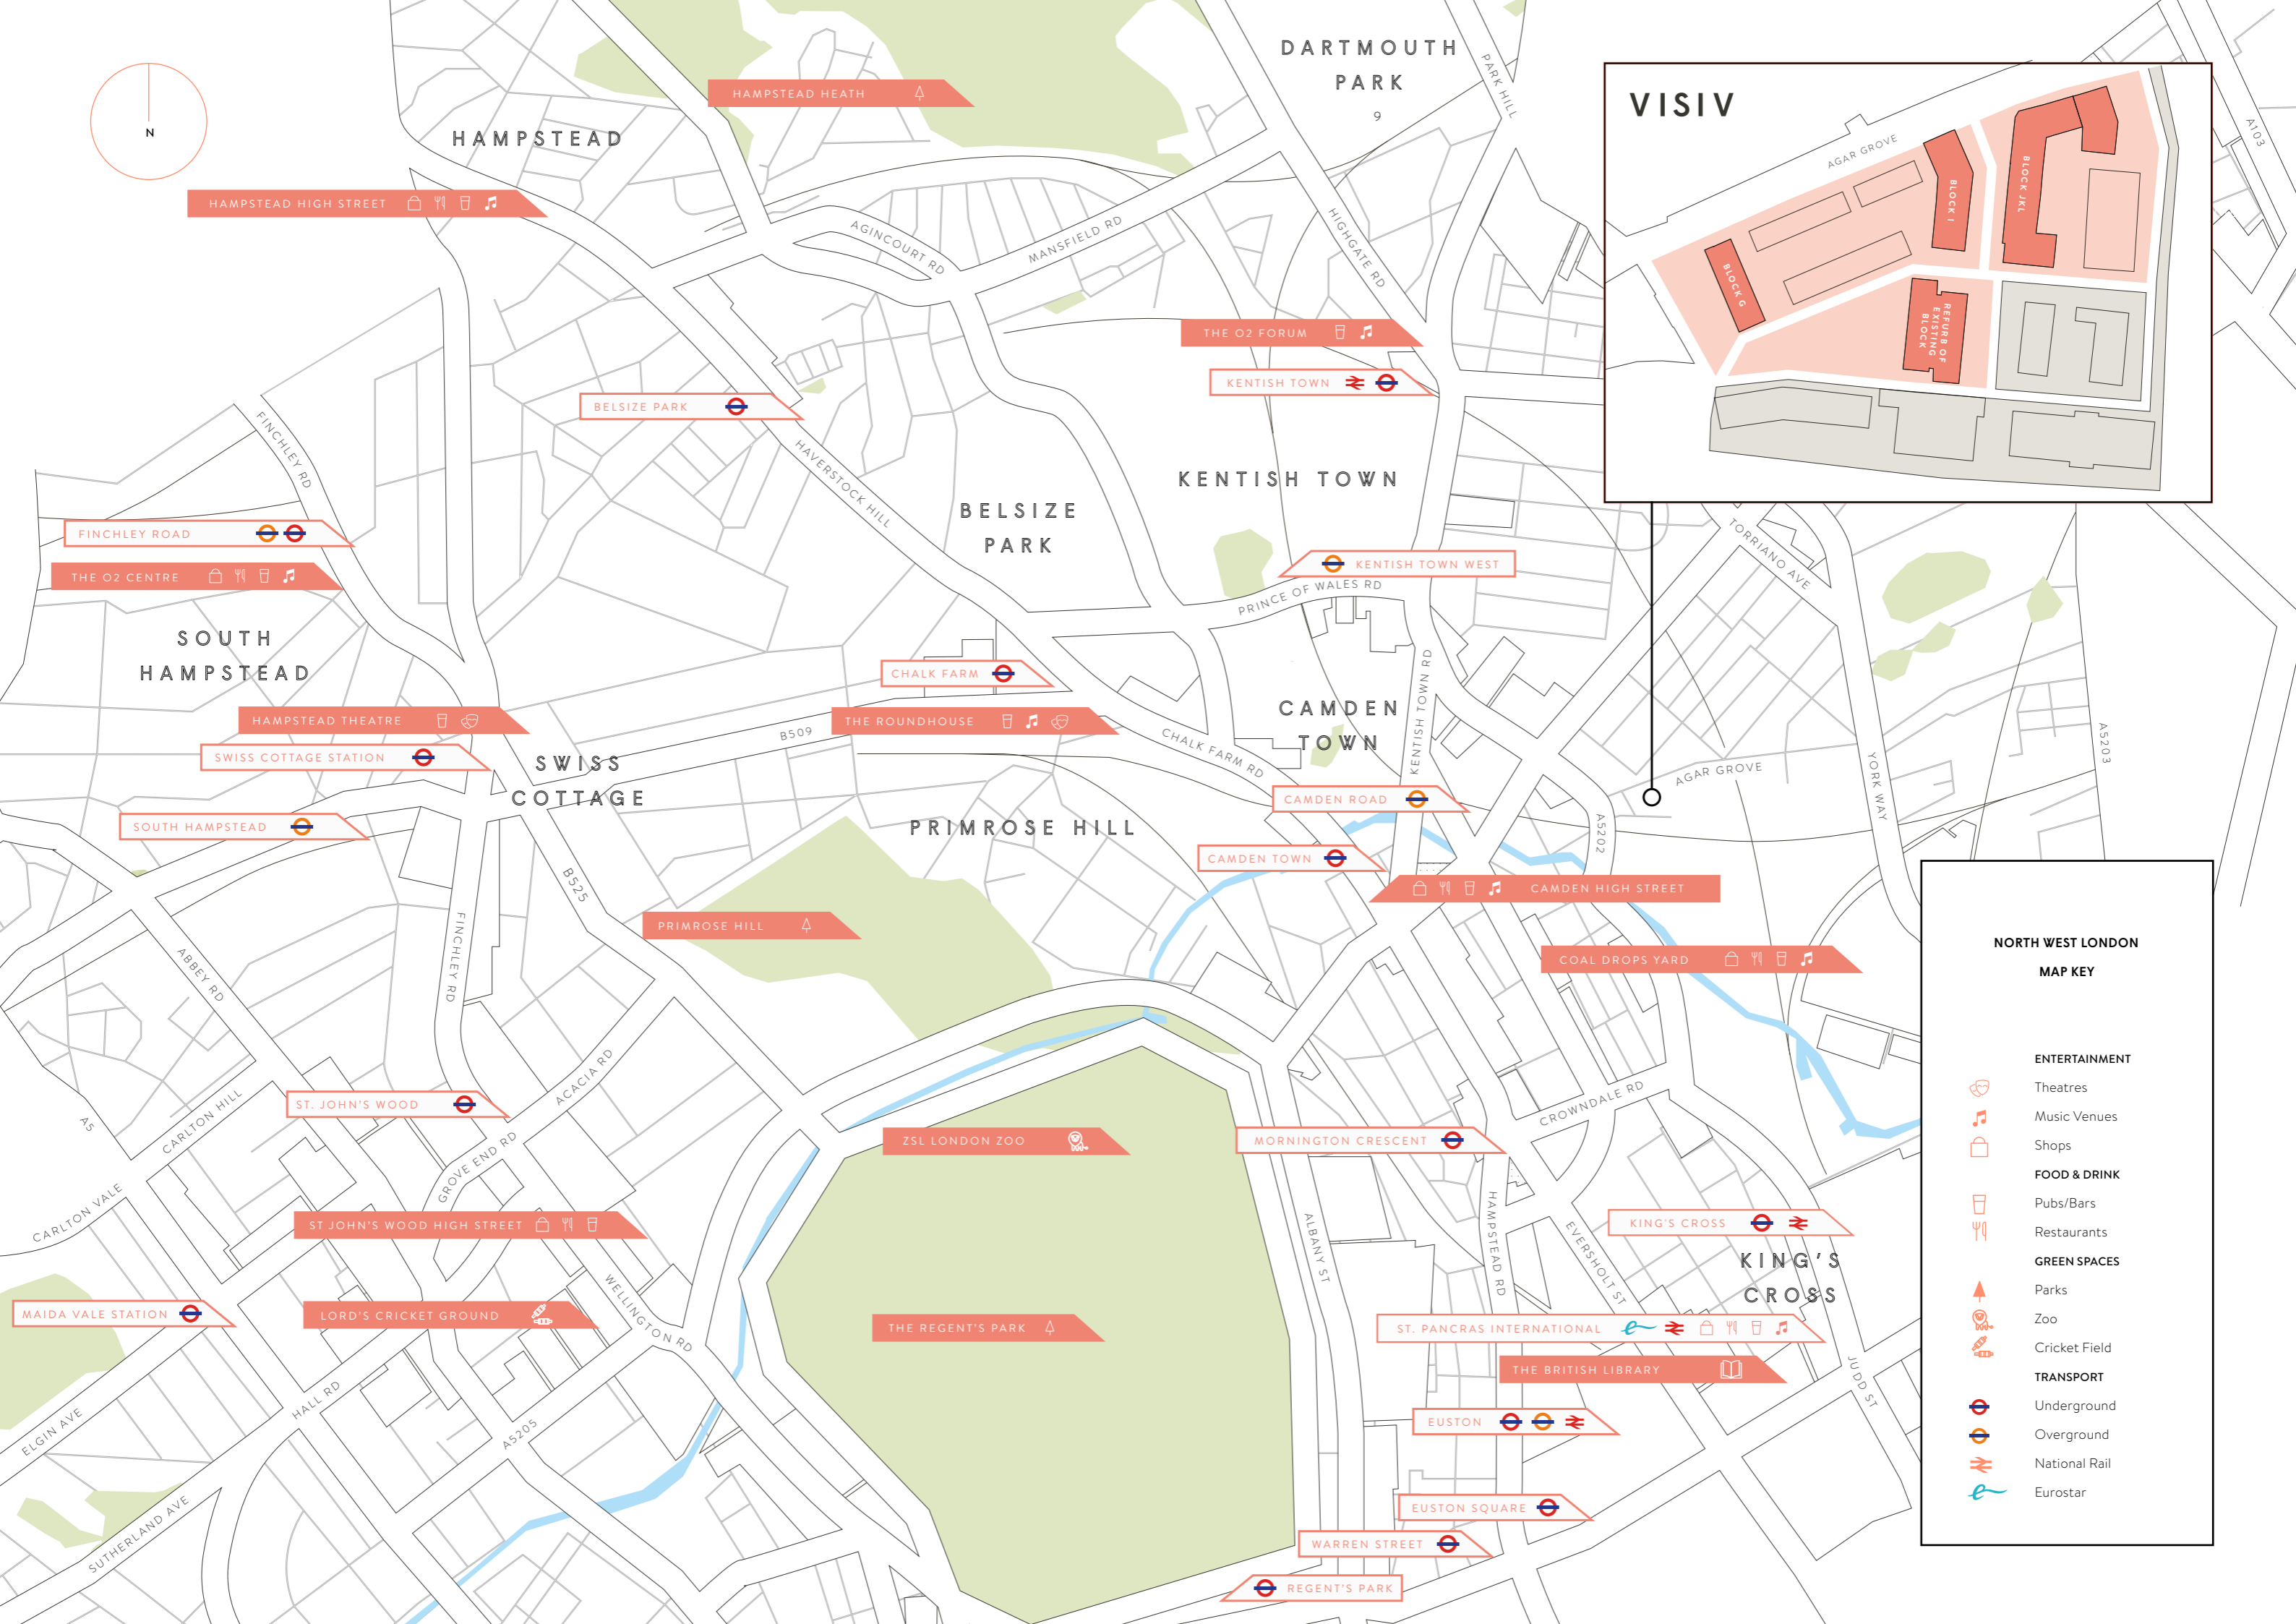 N
HAMPSTEAD
HAMPSTEAD HEATH
HAMPSTEAD HIGH STREET
DARTMOUTH
PARK
9
PARK HILL
A103
AGINCOURT RD
MANSFIELD RD
HIGHGATE RD
THE O2 FORUM
KENTISH TOWN
BELSIZE PARK
FINCHLEY RD
HAVERSTOCK HILL
KENTISH TOWN
BELSIZE
PARK
FINCHLEY ROAD
THE O2 CENTRE
KENTISH TOWN WEST
PRINCE OF WALES RD
TORRIANO AVE
SOUTH
HAMPSTEAD
CHALK FARM
HAMPSTEAD THEATRE
THE ROUNDHOUSE
B509
CHALK FARM RD
CAMDEN
TOWN
KENTISH TOWN RD
SWISS COTTAGE STATION
SWISS
COTTAGE
AGAR GROVE
YORK WAY
A5203
A5202
CAMDEN ROAD
SOUTH HAMPSTEAD
PRIMROSE HILL
CAMDEN TOWN
CAMDEN HIGH STREET
B525
PRIMROSE HILL
COAL DROPS YARD
ABBEY RD
FINCHLEY RD
ACACIA RD
ST. JOHN'S WOOD
A5
CARLTON HILL
GROVE END RD
ZSL LONDON ZOO
MORNINGTON CRESCENT
CROWNDALE RD
CARLTON VALE
ST JOHN'S WOOD HIGH STREET
ALBANY ST
HAMPSTEAD RD
EVERSHOLT ST
KING'S CROSS
KING'S
CROSS
MAIDA VALE STATION
LORD'S CRICKET GROUND
WELLINGTON RD
THE REGENT'S PARK
ST. PANCRAS INTERNATIONAL
THE BRITISH LIBRARY
JUDD ST
HALL RD
ELGIN AVE
A5205
EUSTON
SUTHERLAND AVE
EUSTON SQUARE
WARREN STREET
REGENT'S PARK
VISIV
AGAR GROVE
BLOCK G
BLOCK I
BLOCK JKL
REFURB OF
EXISTING
BLOCK
NORTH WEST LONDON
MAP KEY
ENTERTAINMENT
Theatres
Music Venues
Shops
FOOD & DRINK
Pubs/Bars
Restaurants
GREEN SPACES
Parks
Zoo
Cricket Field
TRANSPORT
Underground
Overground
National Rail
Eurostar